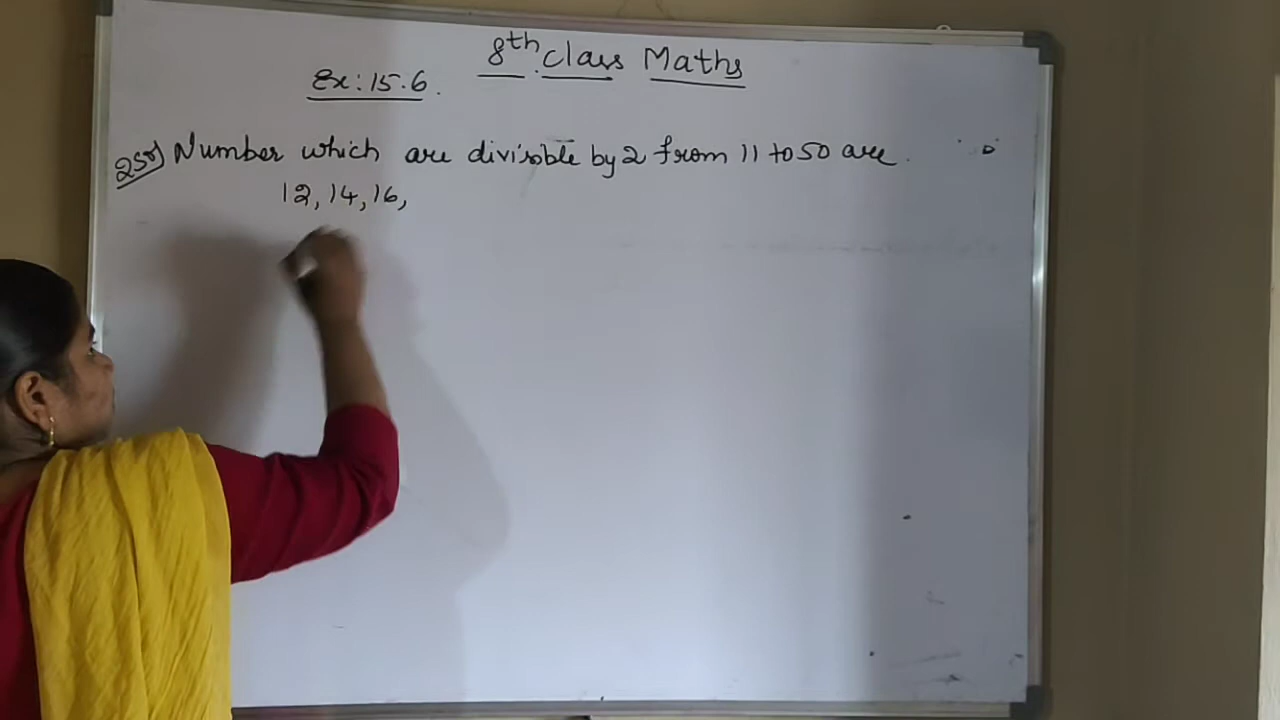 8th class Maths
Ex: 15.6.
2Sol) Number which are divisible by 2 from 11 to 50 are.
12, 14, 16,